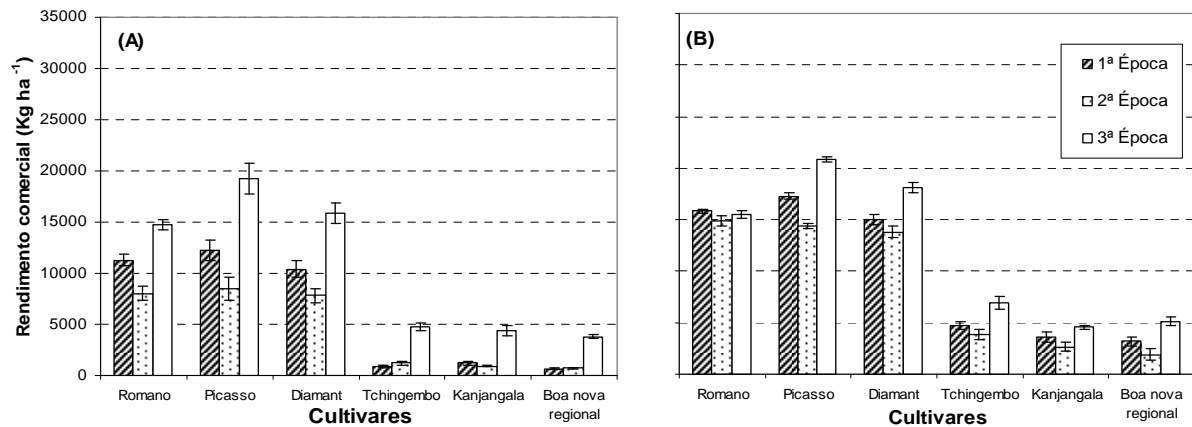 (A)
Rendimento comercial (Kg ha -1)
35000
30000
25000
20000
15000
10000
5000
0
Romano
Picasso
Diamant
Tchingembo
Kanjangala
Boa nova
regional
Cultivares
(B)
1ª Época
2ª Época
3ª Época
Romano
Picasso
Diamant
Tchingembo
Kanjangala
Boa nova
regional
Cultivares